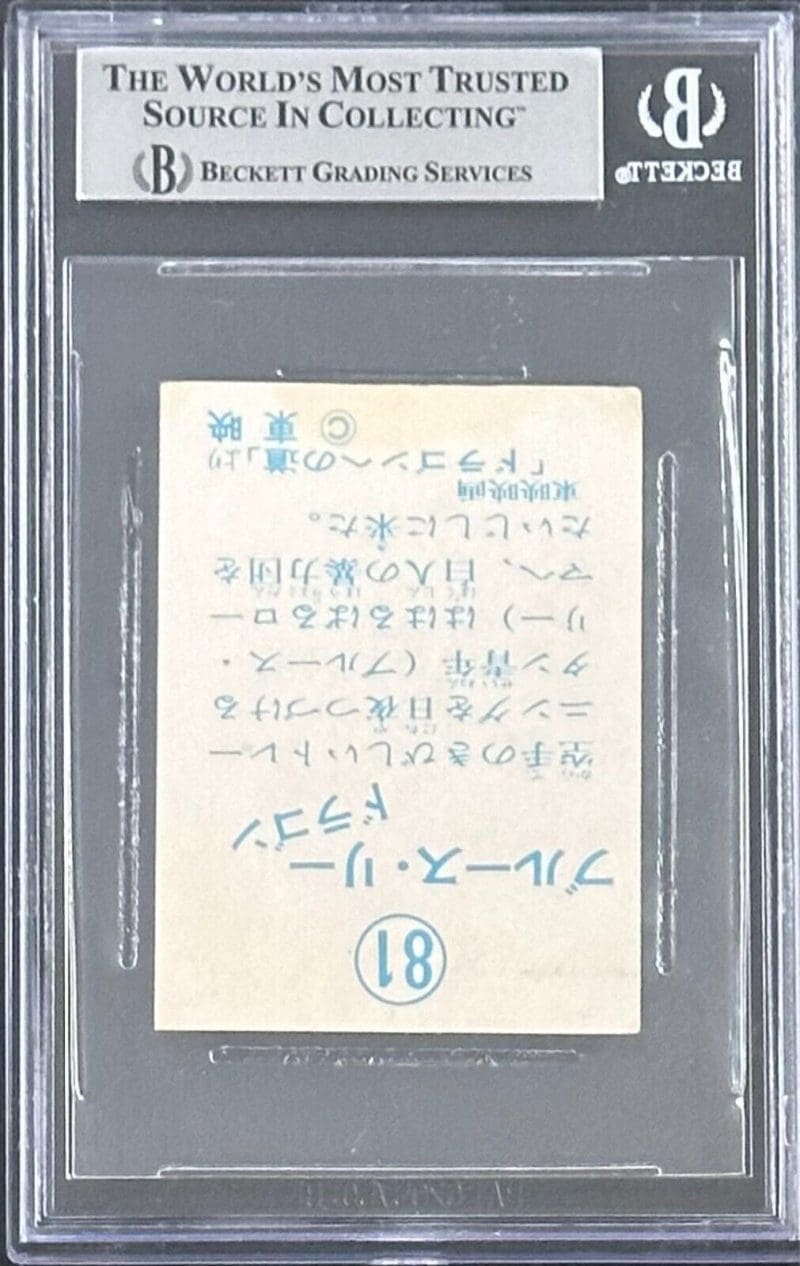 THE WORLD'S MOST TRUSTED
SOURCE IN COLLECTING™
B BECKETT GRADING SERVICES
B
BECKETT®
81
ブルース・リー
ドラゴン
空手のきびしいトレー
ニングを日夜つづける
タン青年(ブルース・
リー)ははるばるロー
マへ、白人の暴力団を
たいじしに来た。
東映映画
「ドラゴンへの道」より
© 東 映